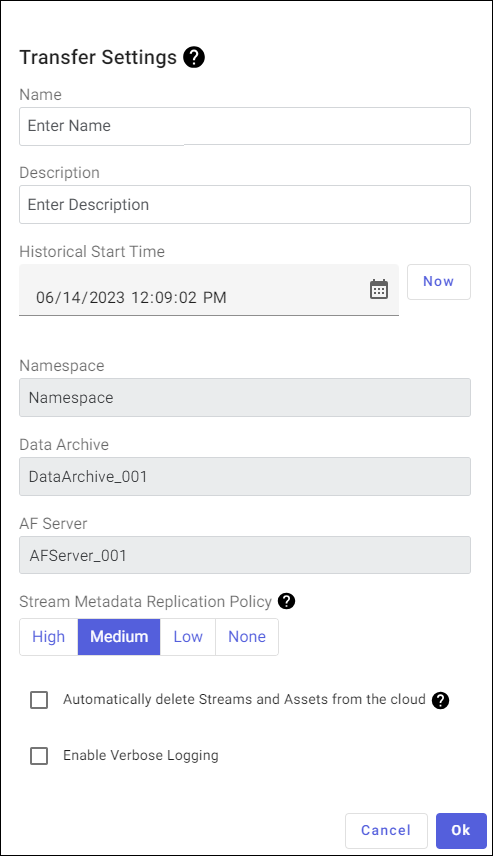 Transfer Settings ?
Name
Enter Name
Description
Enter Description
Historical Start Time
06/14/2023 12:09:02 PM
Now
Namespace
Namespace
Data Archive
DataArchive_001
AF Server
AFServer_001
Stream Metadata Replication Policy ?
High Medium Low None
Automatically delete Streams and Assets from the cloud ?
Enable Verbose Logging
Cancel Ok